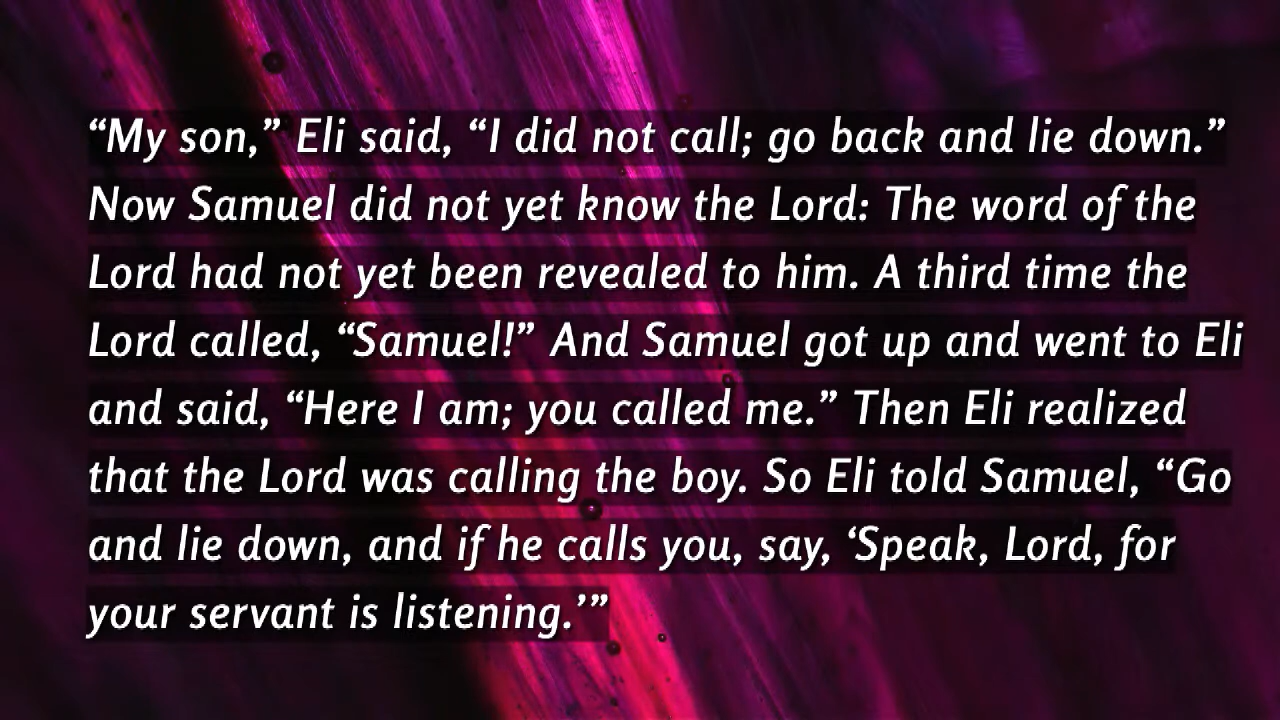 “My son,” Eli said, “I did not call; go back and lie down.”
Now Samuel did not yet know the Lord: The word of the
Lord had not yet been revealed to him. A third time the
Lord called, “Samuel!” And Samuel got up and went to Eli
and said, “Here I am; you called me.” Then Eli realized
that the Lord was calling the boy. So Eli told Samuel, “Go
and lie down, and if he calls you, say, ‘Speak, Lord, for
your servant is listening.’”